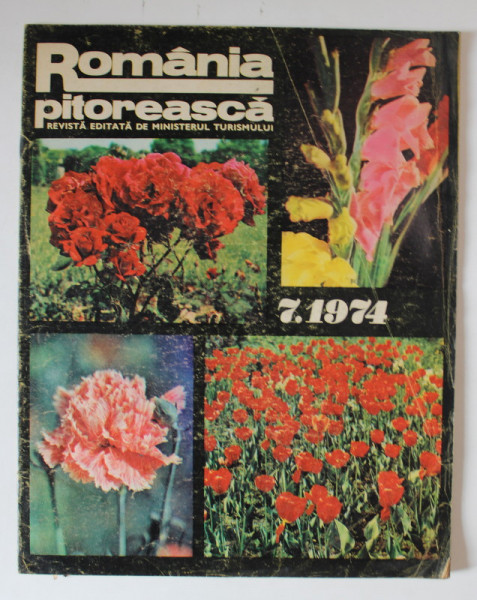 România
pitorească
REVISTĂ EDITATĂ DE MINISTERUL TURISMULUI
7.1974